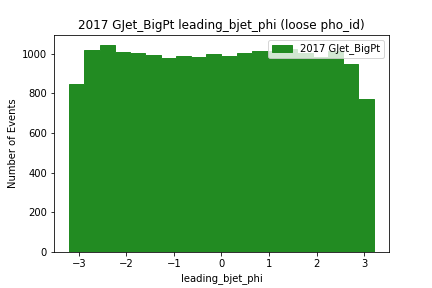 2017 GJet_BigPt leading_bjet_phi (loose pho_id)
2017 GJet_BigPt
Number of Events
1000
800
600
400
200
0
−3 −2 −1 0 1 2 3
leading_bjet_phi